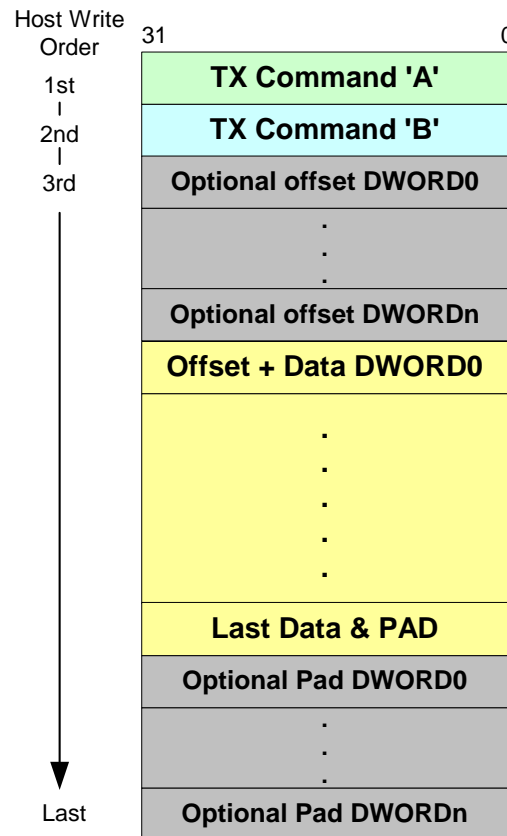 Host Write
Order
31
0
1st
TX Command 'A'
2nd
TX Command 'B'
3rd
Optional offset DWORD0
.
.
.
Optional offset DWORDn
Offset + Data DWORD0
.
.
.
.
.
Last Data & PAD
Optional Pad DWORD0
.
.
.
Last
Optional Pad DWORDn